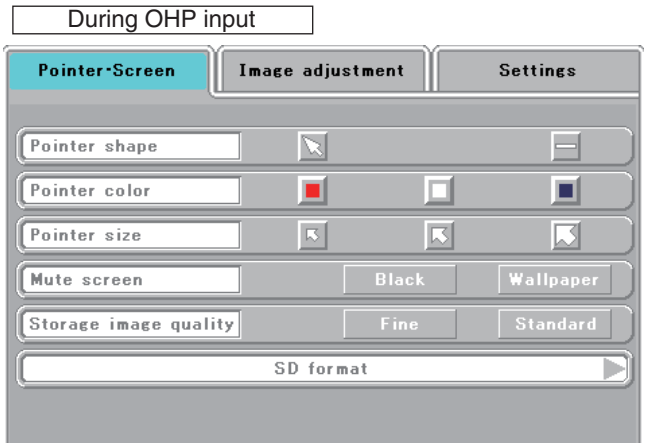 During OHP input
Pointer·Screen Image adjustment Settings
Pointer shape
Pointer color
Pointer size
Mute screen Black Wallpaper
Storage image quality Fine Standard
SD format